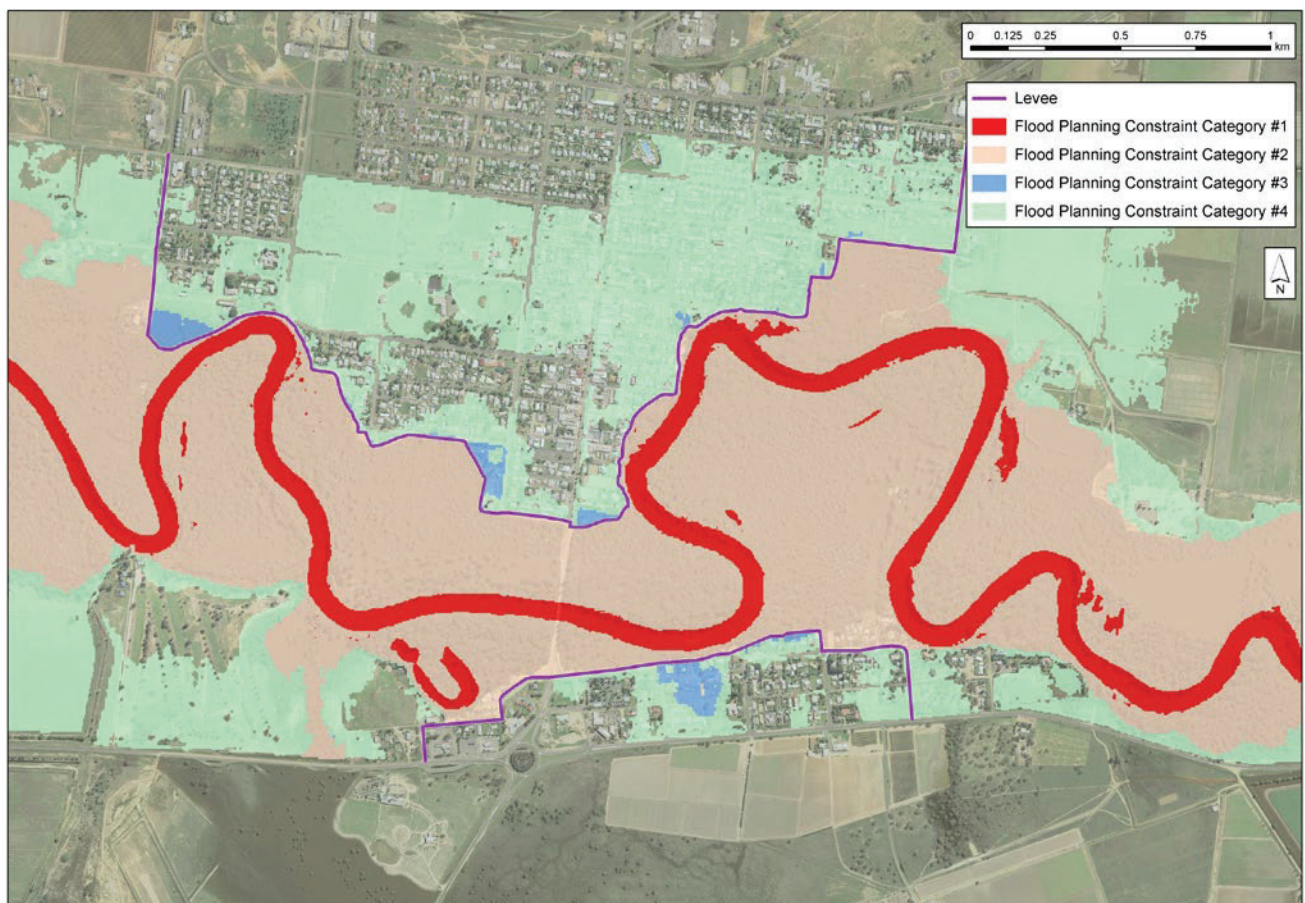 0 0.125 0.25 0.5 0.75 1
km
Levee
Flood Planning Constraint Category #1
Flood Planning Constraint Category #2
Flood Planning Constraint Category #3
Flood Planning Constraint Category #4
N